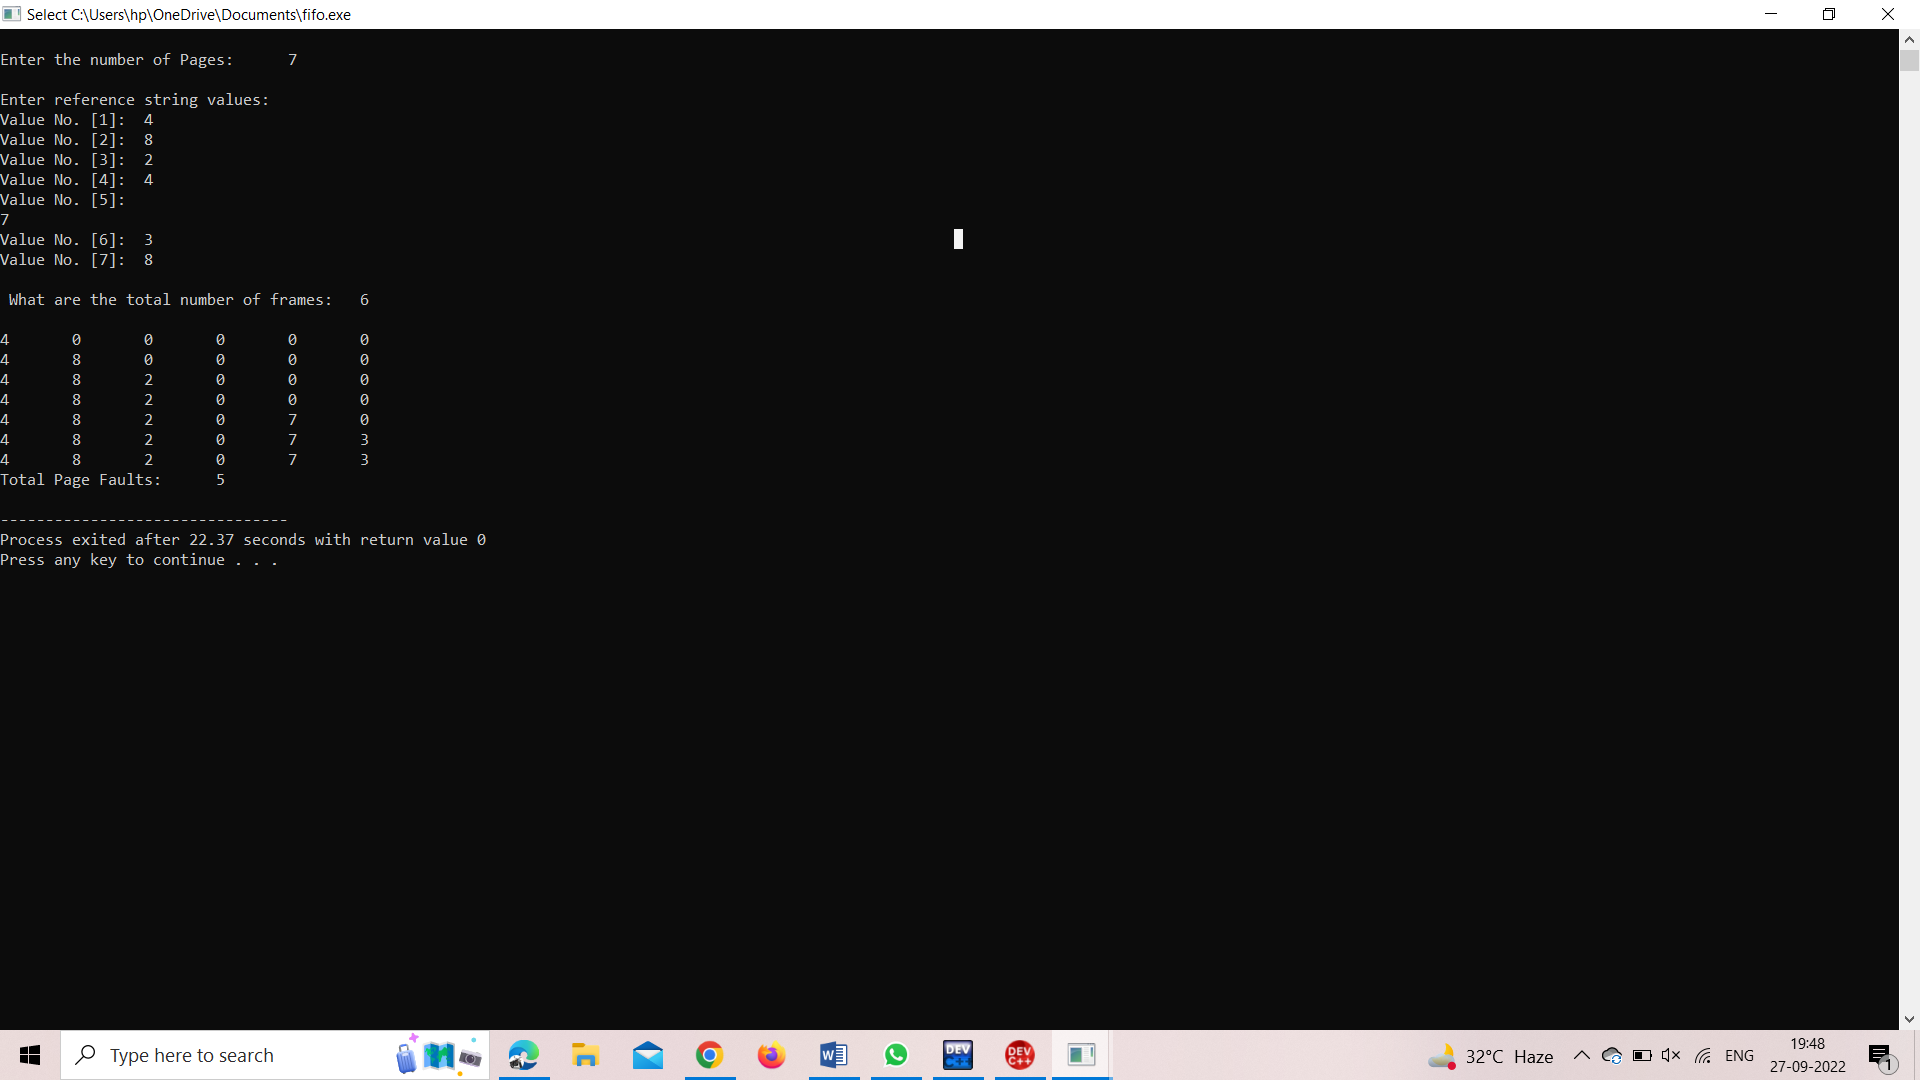 Select C:\Users\hp\OneDrive\Documents\fifo.exe
Enter the number of Pages: 7
Enter reference string values:
Value No. [1]: 4
Value No. [2]: 8
Value No. [3]: 2
Value No. [4]: 4
Value No. [5]:
7
Value No. [6]: 3
Value No. [7]: 8
What are the total number of frames: 6
4 0 0 0 0 0
4 8 0 0 0 0
4 8 2 0 0 0
4 8 2 0 0 0
4 8 2 0 7 0
4 8 2 0 7 3
4 8 2 0 7 3
Total Page Faults: 5
--------------------------------
Process exited after 22.37 seconds with return value 0
Press any key to continue . . .
Type here to search
W
DEV C++
DEV C++
32°C Haze
ENG
19:48
27-09-2022
1